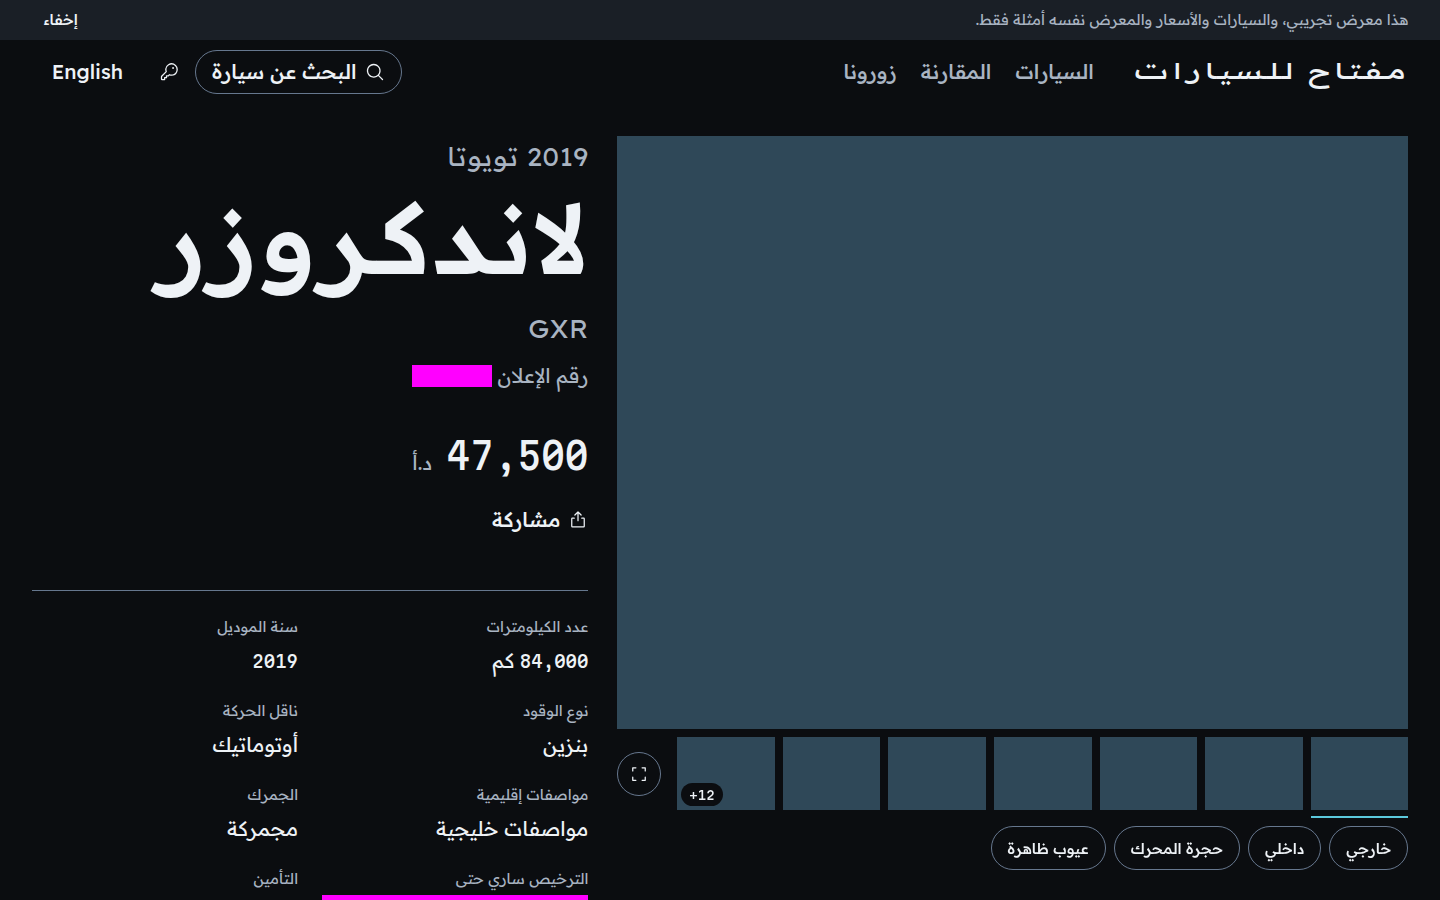 هذا معرض تجريبي، والسيارات والأسعار والمعرض نفسه أمثلة فقط.
إخفاء
مفتاح للسيارات
السيارات
المقارنة
زورونا
البحث عن سيارة
English
2019 تويوتا
لاندكروزر
GXR
رقم الإعلان
47,500 د.أ
مشاركة
عدد الكيلومترات
84,000 كم
سنة الموديل
2019
نوع الوقود
بنزين
ناقل الحركة
أوتوماتيك
مواصفات إقليمية
مواصفات خليجية
الجمرك
مجمركة
الترخيص ساري حتى
التأمين
+12
خارجي
داخلي
حجرة المحرك
عيوب ظاهرة